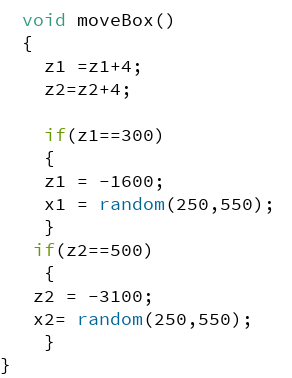 void moveBox()
{
z1 =z1+4;
z2=z2+4;
if(z1==300)
{
z1 = -1600;
x1 = random(250,550);
}
if(z2==500)
{
z2 = -3100;
x2= random(250,550);
}
}